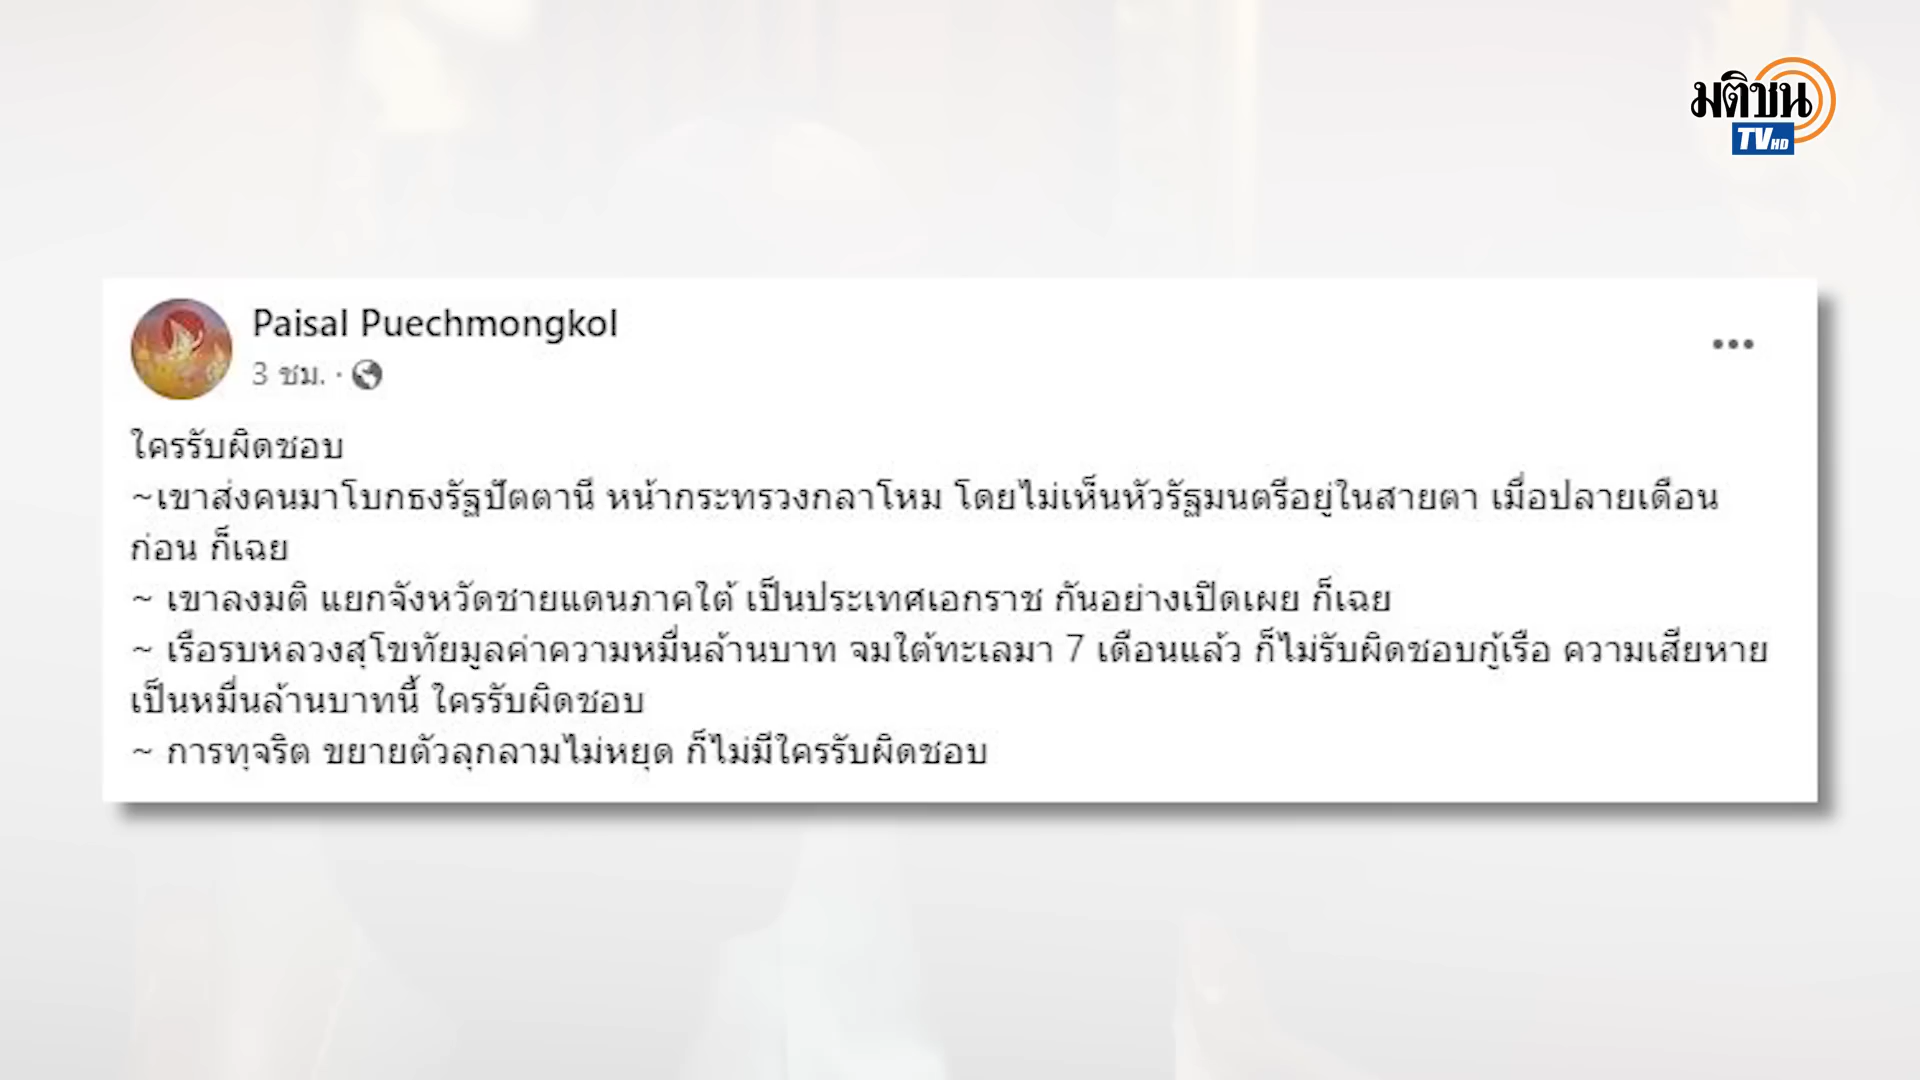 มติชน
TV HD
Paisal Puechmongkol
3 ชม. ·
ใครรับผิดชอบ
~เขาส่งคนมาโบกธงรัฐปัตตานี หน้ากระทรวงกลาโหม โดยไม่เห็นหัวรัฐมนตรีอยู่ในสายตา เมื่อปลายเดือน
ก่อน ก็เฉย
~ เขาลงมติ แยกจังหวัดชายแดนภาคใต้ เป็นประเทศเอกราช กันอย่างเปิดเผย ก็เฉย
~ เรือรบหลวงสุโขทัยมูลค่าความหมื่นล้านบาท จมใต้ทะเลมา 7 เดือนแล้ว ก็ไม่รับผิดชอบกู้เรือ ความเสียหาย
เป็นหมื่นล้านบาทนี้ ใครรับผิดชอบ
~ การทุจริต ขยายตัวลุกลามไม่หยุด ก็ไม่มีใครรับผิดชอบ